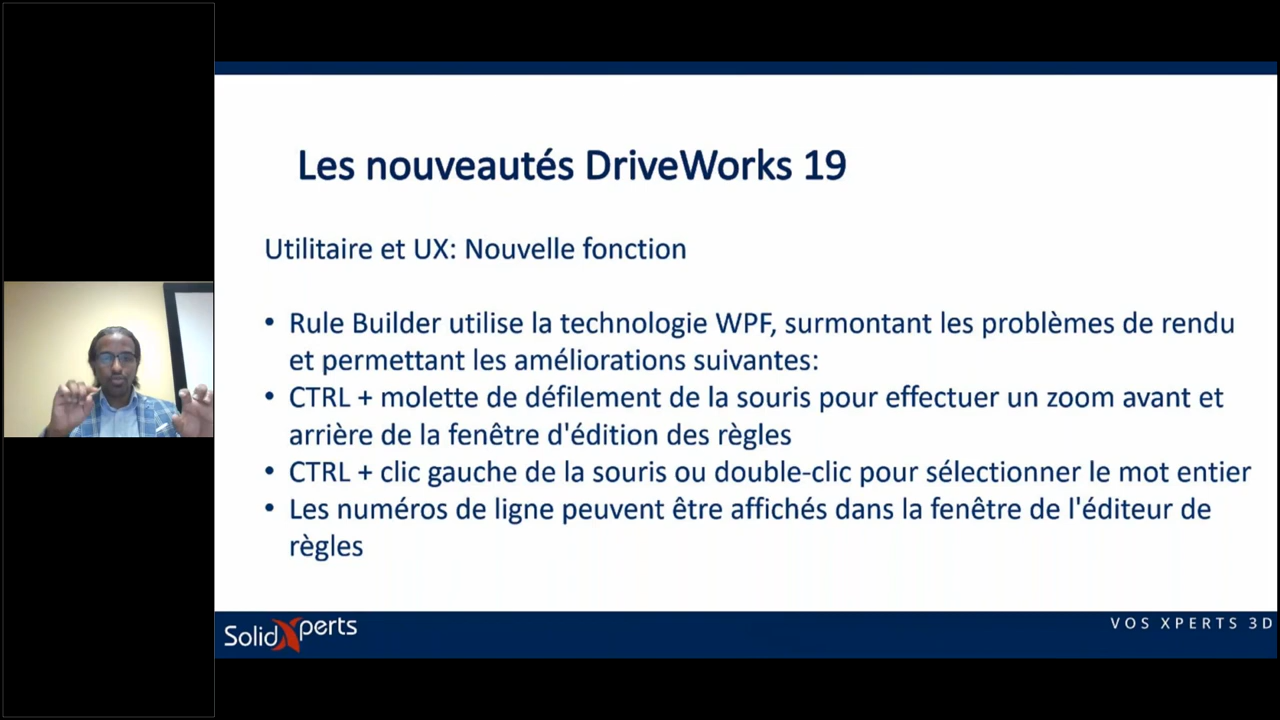 Les nouveautés DriveWorks 19
Utilitaire et UX: Nouvelle fonction
• Rule Builder utilise la technologie WPF, surmontant les problèmes de rendu
et permettant les améliorations suivantes:
• CTRL + molette de défilement de la souris pour effectuer un zoom avant et
arrière de la fenêtre d'édition des règles
• CTRL + clic gauche de la souris ou double-clic pour sélectionner le mot entier
• Les numéros de ligne peuvent être affichés dans la fenêtre de l'éditeur de
règles
SolidXperts
VOS XPERTS 3D